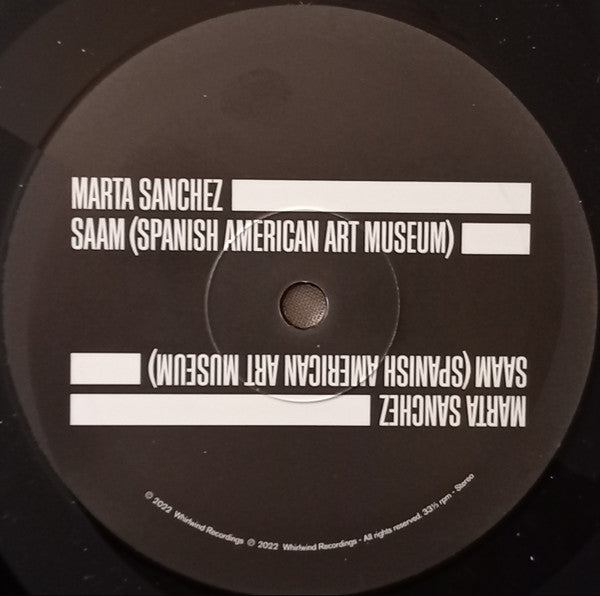 MARTA SANCHEZ
SAAM (SPANISH AMERICAN ART MUSEUM)
SAAM (SPANISH AMERICAN ART MUSEUM)
MARTA SANCHEZ
© 2022 Whirlwind Recordings © 2022 Whirlwind Recordings - All rights reserved. 33⅓ rpm - Stereo